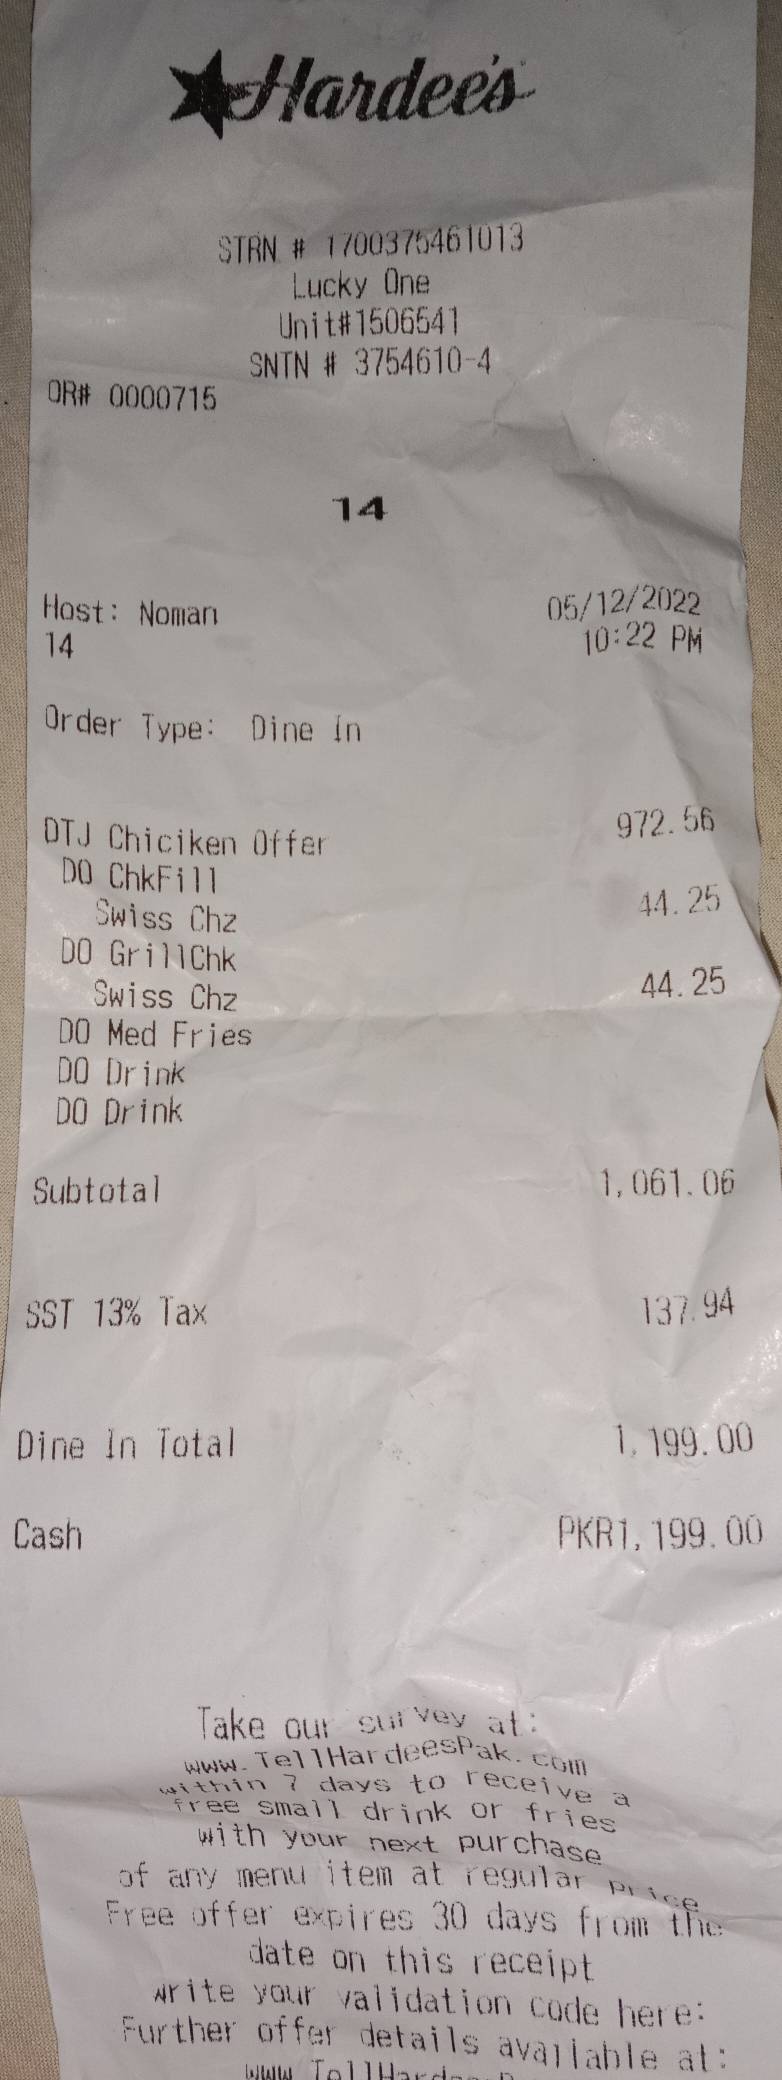 Hardee's
STRN # 1700375461013
Lucky One
Unit#1506541
SNTN # 3754610-4
OR# 0000715
14
Host: Noman 05/12/2022
14 10:22 PM
Order Type: Dine In
DTJ Chiciken Offer 972.56
DO ChkFill
Swiss Chz 44.25
DO GrillChk
Swiss Chz 44.25
DO Med Fries
DO Drink
DO Drink
Subtotal 1,061.06
SST 13% Tax 137.94
Dine In Total 1,199.00
Cash PKR1,199.00
Take our survey at:
www.TellHardeesPak.com
within 7 days to receive a
free small drink or fries
with your next purchase
of any menu item at regular price
Free offer expires 30 days from the
date on this receipt
write your validation code here:
Further offer details available at: